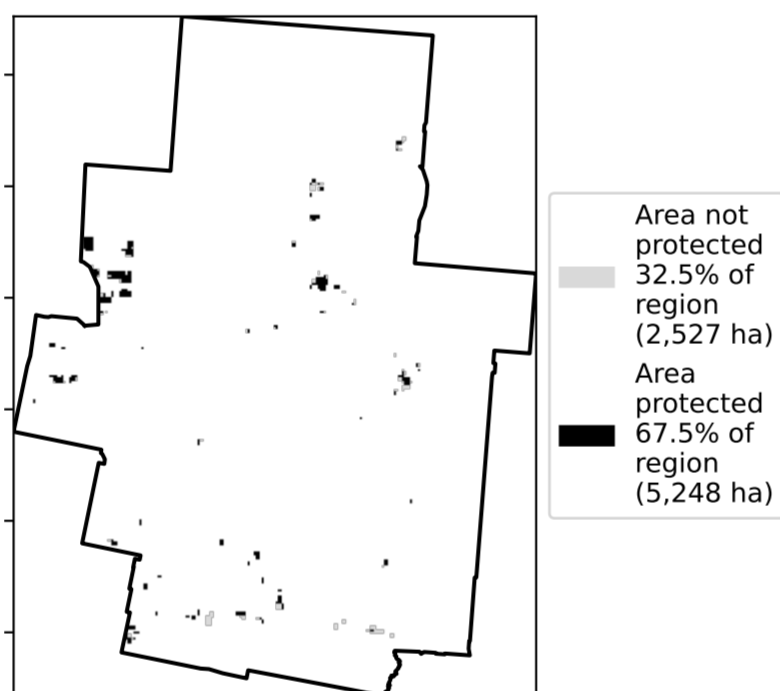 Area not
protected
32.5% of
region
(2,527 ha)
Area
protected
67.5% of
region
(5,248 ha)